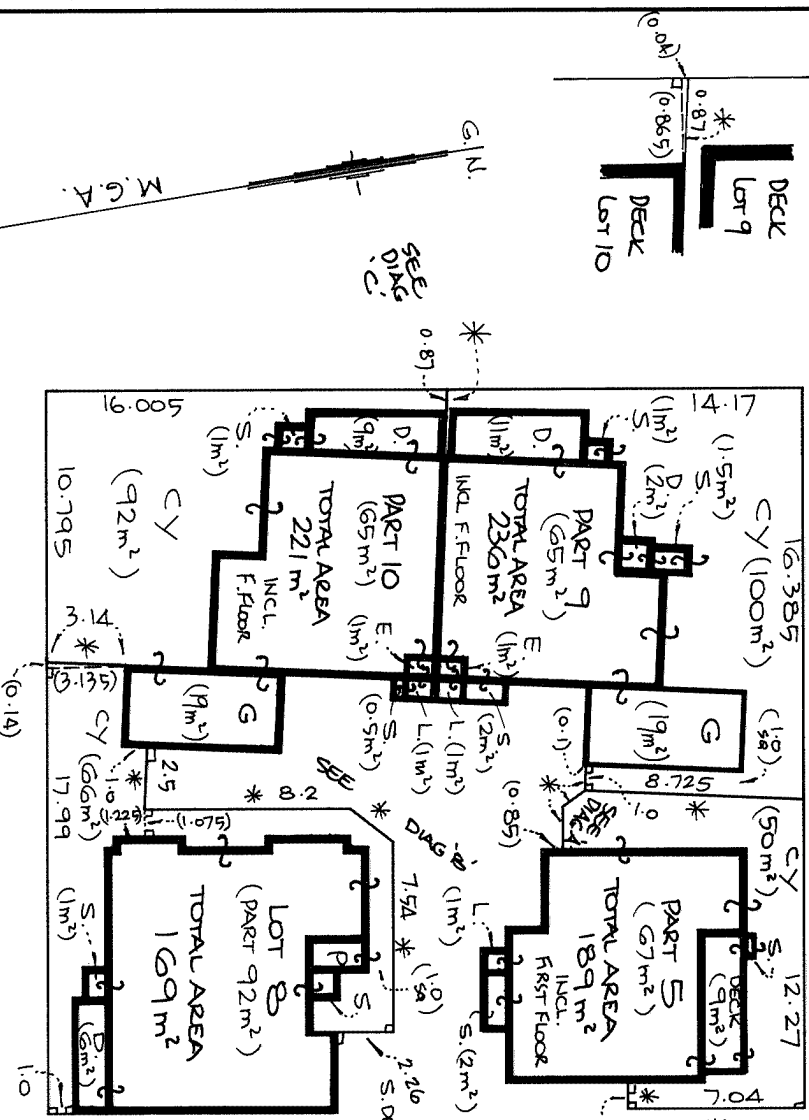 (0.04)
0.87
*
(0.865)
DECK
LOT 9
DECK
LOT 10
G.N.
M.G.A.
SEE
DIAG
'C'
*
0.87
16.005
14.17
S.
(1m²)
D.
(9m²)
D.
(11m²)
S.
(1m²)
D.
(2m²)
S
(1.5m²)
16.385
CY (100m²)
CY
(92m²)
10.795
PART 10
(65m²)
TOTAL AREA
221 m²
INCL.
F.FLOOR
PART 9
(65m²)
TOTAL AREA
236m²
INCL F.FLOOR
E.
(1m²)
E
(1m²)
S.
(0.5m²)
L.(1m²)
L.(1m²)
S
(2m²)
3.14
*
(3.135)
(0.14)
G
(19m²)
G
(19m²)
(1.0)
SQ
(0.1)
8.725
*
1.0
CY
(66m²)
17.99
2.5
*
1.0
(1.225)
(1.075)
* 8.2
SEE
DIAG 'B'
*
(0.85)
*
SEE
DIAG 'A'
CY
(50m²)
12.27
7.54
*
(1.0)
SQ
L
(1m²)
S.(2m²)
PART 5
(67m²)
TOTAL AREA
189m²
INCL.
FIRST FLOOR
DECK
(9m²)
S.
LOT 8
(PART 92m²)
TOTAL AREA
169m²
P
S
S
(1m²)
D.
(6m²)
1.0
2.26
7.04
*